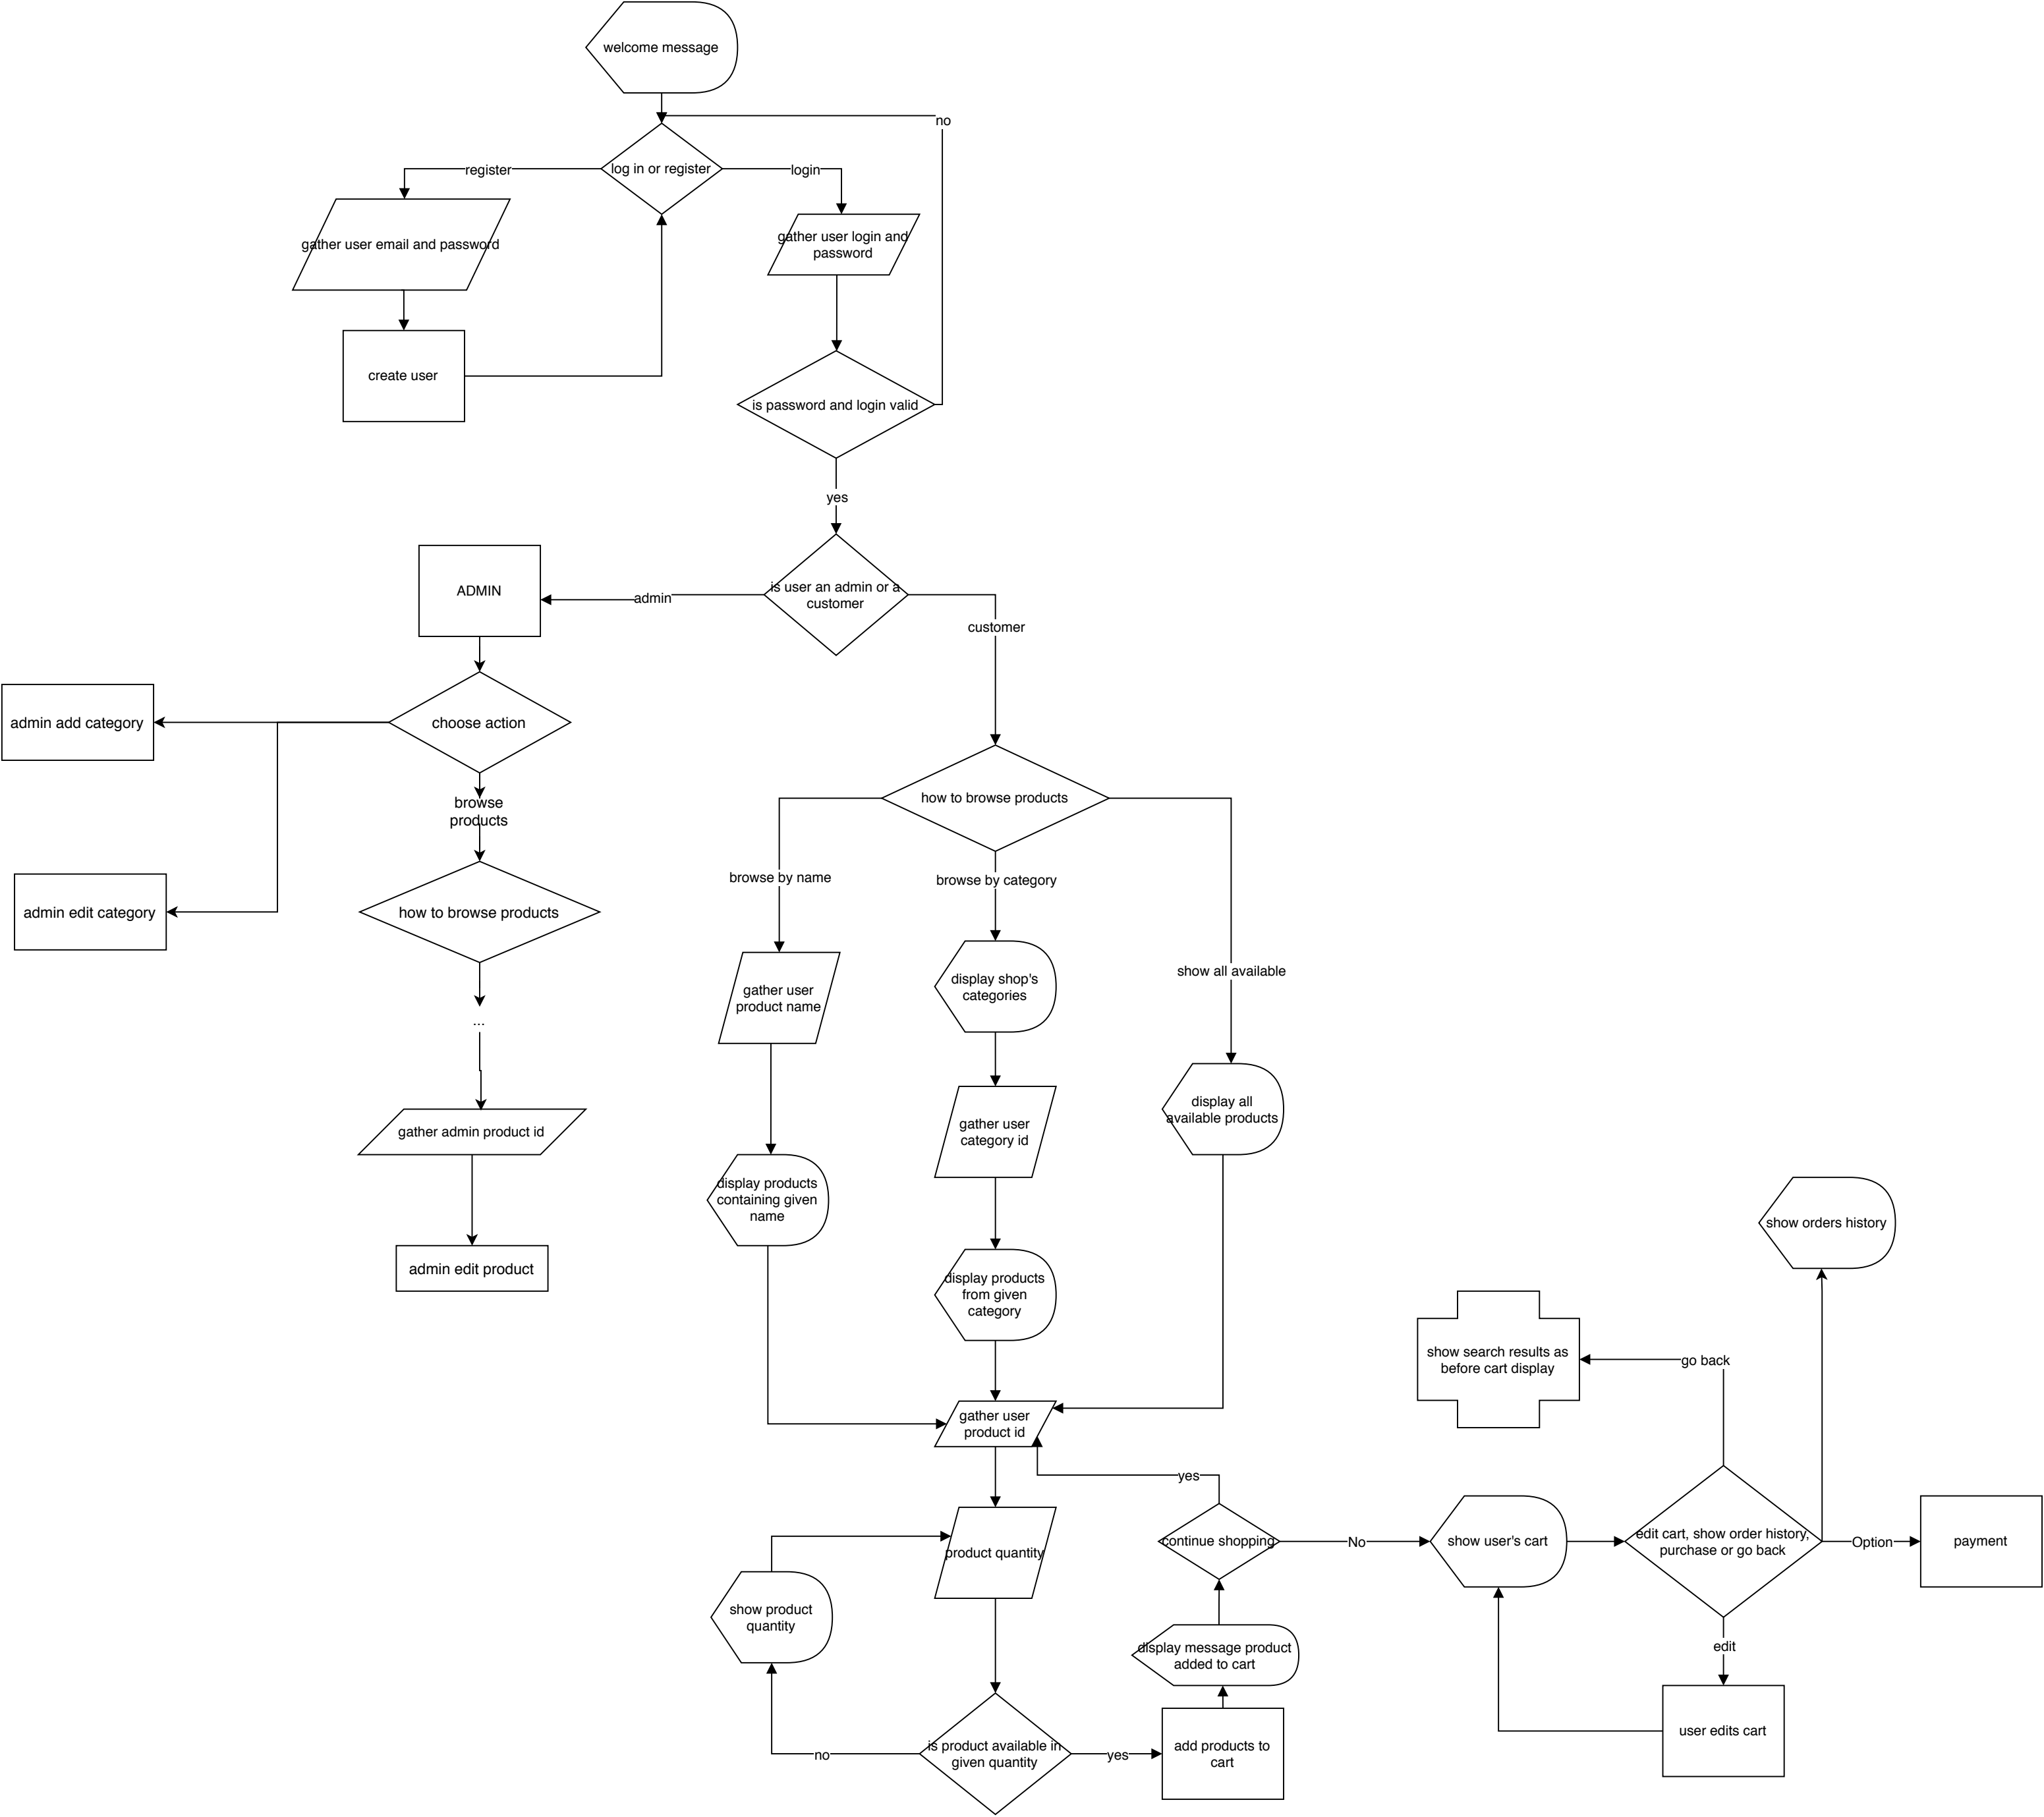 welcome message
no
log in or register
register
login
gather user email and password
gather user login and
password
create user
is password and login valid
yes
ADMIN
is user an admin or a
customer
admin
customer
admin add category
choose action
browse
products
how to browse products
admin edit category
how to browse products
browse by name
browse by category
show all available
gather user
product name
display shop's
categories
...
display all
available products
gather admin product id
gather user
category id
display products
containing given
name
admin edit product
display products
from given
category
show orders history
show search results as
before cart display
go back
gather user
product id
yes
continue shopping
No
show user's cart
edit cart, show order history,
purchase or go back
Option
payment
product quantity
show product
quantity
display message product
added to cart
edit
user edits cart
is product available in
given quantity
no
yes
add products to
cart